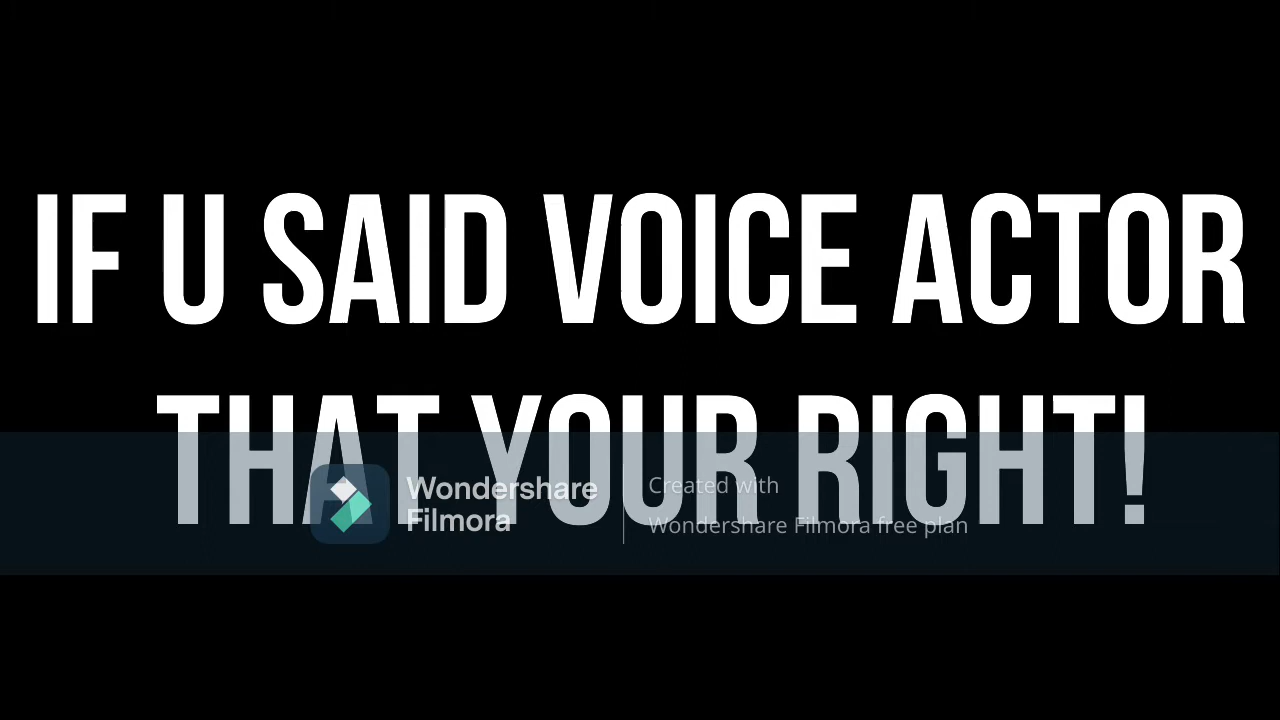 IF U SAID VOICE ACTOR
THAT YOUR RIGHT!
Wondershare
Filmora
Created with
Wondershare Filmora free plan